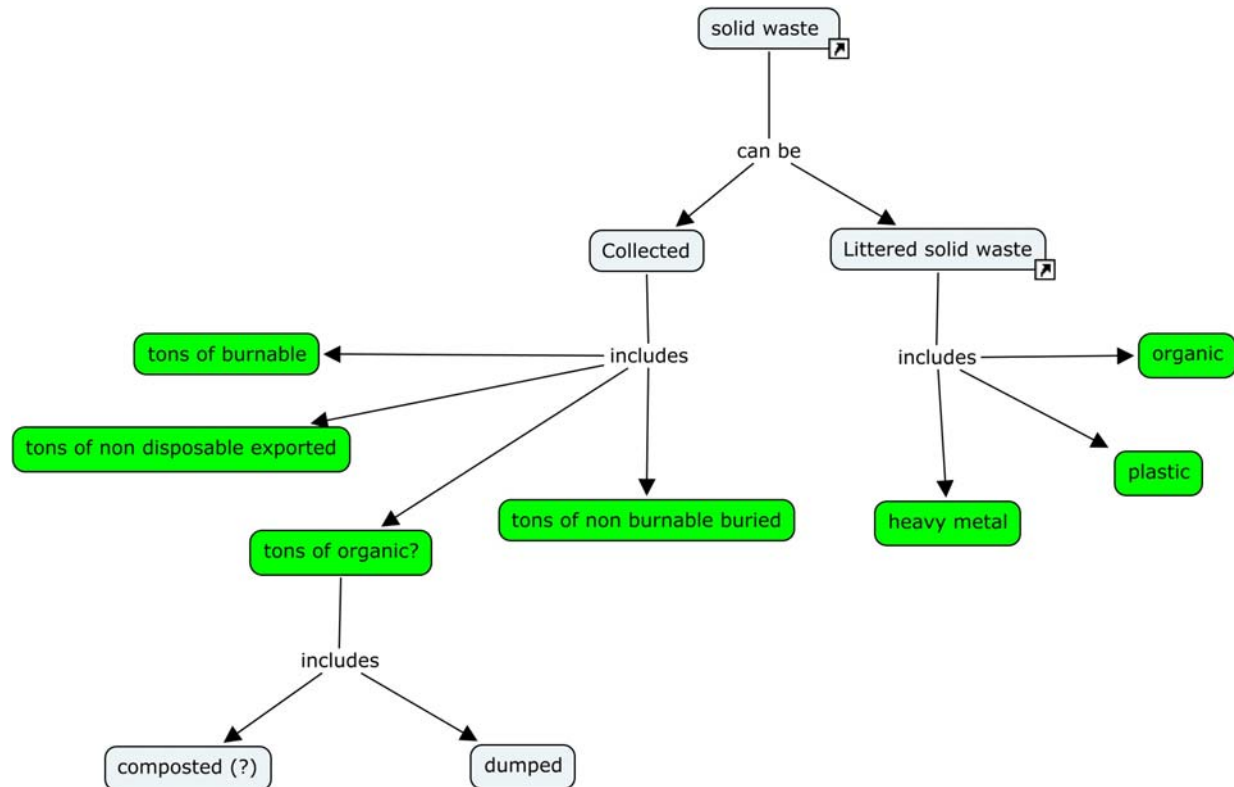 solid waste
can be
Collected
Littered solid waste
tons of burnable
includes
includes
organic
tons of non disposable exported
plastic
tons of non burnable buried
heavy metal
tons of organic?
includes
composted (?)
dumped